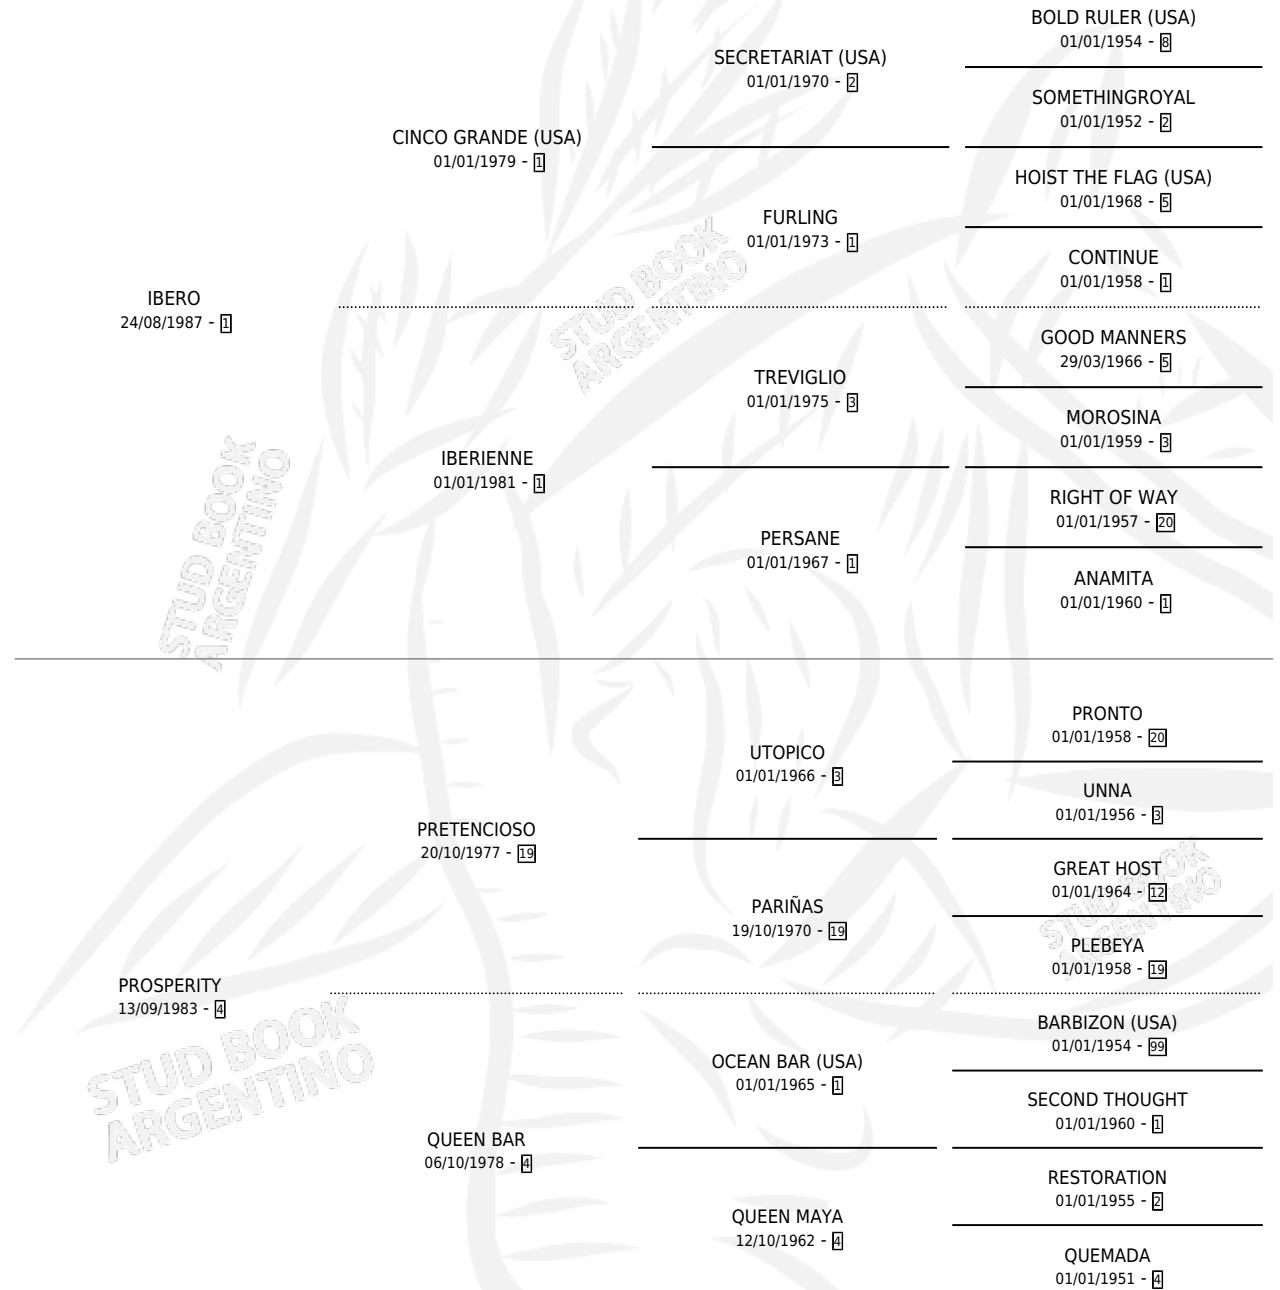 BOLD RULER (USA)
01/01/1954 - 8
SECRETARIAT (USA)
01/01/1970 - 2
SOMETHINGROYAL
01/01/1952 - 2
CINCO GRANDE (USA)
01/01/1979 - 1
HOIST THE FLAG (USA)
01/01/1968 - 5
FURLING
01/01/1973 - 1
CONTINUE
01/01/1958 - 1
IBERO
24/08/1987 - 1
GOOD MANNERS
29/03/1966 - 5
TREVIGLIO
01/01/1975 - 3
MOROSINA
01/01/1959 - 3
IBERIENNE
01/01/1981 - 1
RIGHT OF WAY
01/01/1957 - 20
PERSANE
01/01/1967 - 1
ANAMITA
01/01/1960 - 1
PRONTO
01/01/1958 - 20
UTOPICO
01/01/1966 - 3
UNNA
01/01/1956 - 3
PRETENCIOSO
20/10/1977 - 19
GREAT HOST
01/01/1964 - 12
PARIÑAS
19/10/1970 - 19
PLEBEYA
01/01/1958 - 19
PROSPERITY
13/09/1983 - 4
BARBIZON (USA)
01/01/1954 - 99
OCEAN BAR (USA)
01/01/1965 - 1
SECOND THOUGHT
01/01/1960 - 1
QUEEN BAR
06/10/1978 - 4
RESTORATION
01/01/1955 - 2
QUEEN MAYA
12/10/1962 - 4
QUEMADA
01/01/1951 - 4
STUD BOOK
ARGENTINO
STUD BOOK
ARGENTINO
STUD BOOK
ARGENTINO
STUD BOOK
ARGENTINO